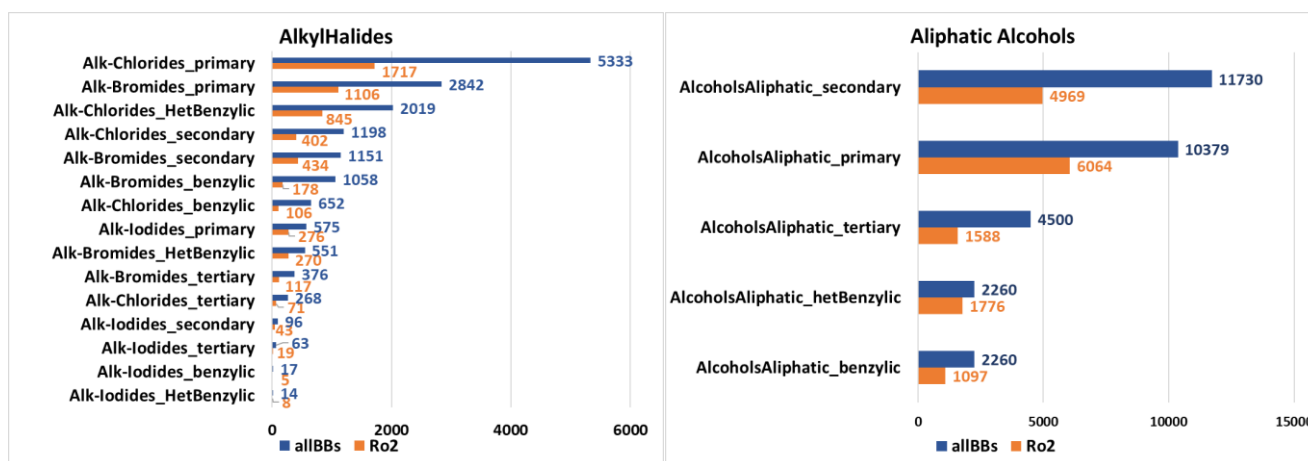 AlkylHalides
Alk-Chlorides_primary
5333
1717
Alk-Bromides_primary
2842
1106
Alk-Chlorides_HetBenzylic
2019
845
Alk-Chlorides_secondary
1198
402
Alk-Bromides_secondary
1151
434
Alk-Bromides_benzylic
1058
178
Alk-Chlorides_benzylic
652
106
Alk-Iodides_primary
575
276
Alk-Bromides_HetBenzylic
551
270
Alk-Bromides_tertiary
376
117
Alk-Chlorides_tertiary
268
71
Alk-Iodides_secondary
96
43
Alk-Iodides_tertiary
63
19
Alk-Iodides_benzylic
17
5
Alk-Iodides_HetBenzylic
14
8
0 2000 4000 6000
allBBs Ro2
Aliphatic Alcohols
AlcoholsAliphatic_secondary
11730
4969
AlcoholsAliphatic_primary
10379
6064
AlcoholsAliphatic_tertiary
4500
1588
AlcoholsAliphatic_hetBenzylic
2260
1776
AlcoholsAliphatic_benzylic
2260
1097
0 5000 10000 15000
allBBs Ro2